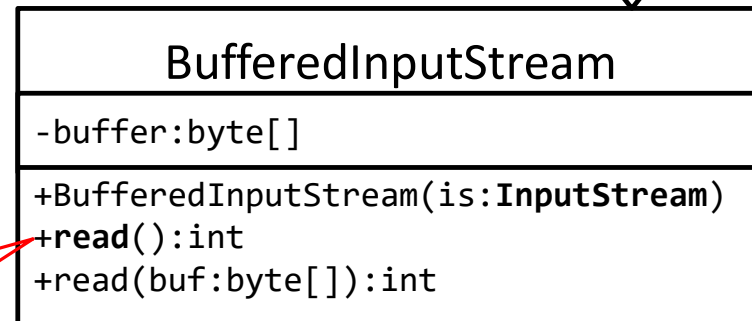 BufferedInputStream
-buffer:byte[]
+BufferedInputStream(is:InputStream)
+read():int
+read(buf:byte[]):int